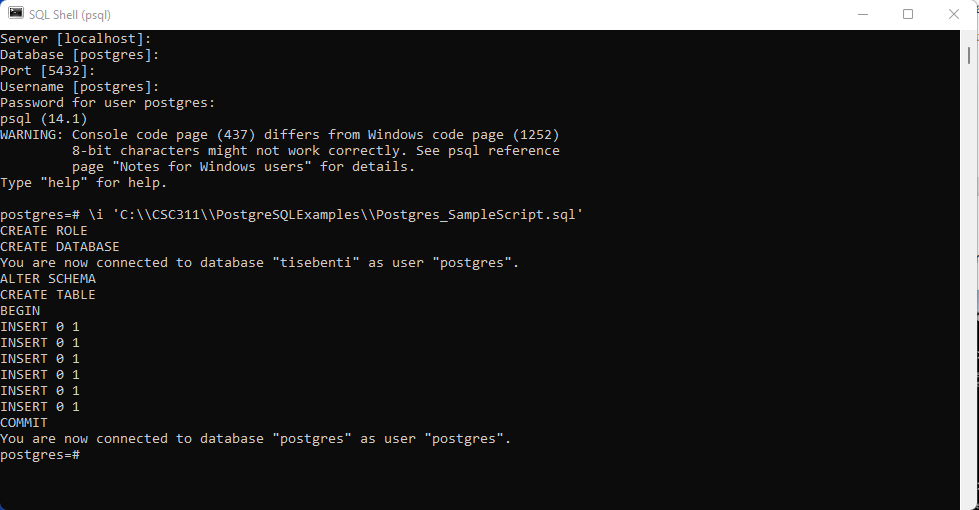 SQL Shell (psql)
Server [localhost]:
Database [postgres]:
Port [5432]:
Username [postgres]:
Password for user postgres:
psql (14.1)
WARNING: Console code page (437) differs from Windows code page (1252)
         8-bit characters might not work correctly. See psql reference
         page "Notes for Windows users" for details.
Type "help" for help.

postgres=# \i 'C:\\CSC311\\PostgreSQLExamples\\Postgres_SampleScript.sql'
CREATE ROLE
CREATE DATABASE
You are now connected to database "tisebenti" as user "postgres".
ALTER SCHEMA
CREATE TABLE
BEGIN
INSERT 0 1
INSERT 0 1
INSERT 0 1
INSERT 0 1
INSERT 0 1
INSERT 0 1
COMMIT
You are now connected to database "postgres" as user "postgres".
postgres=#